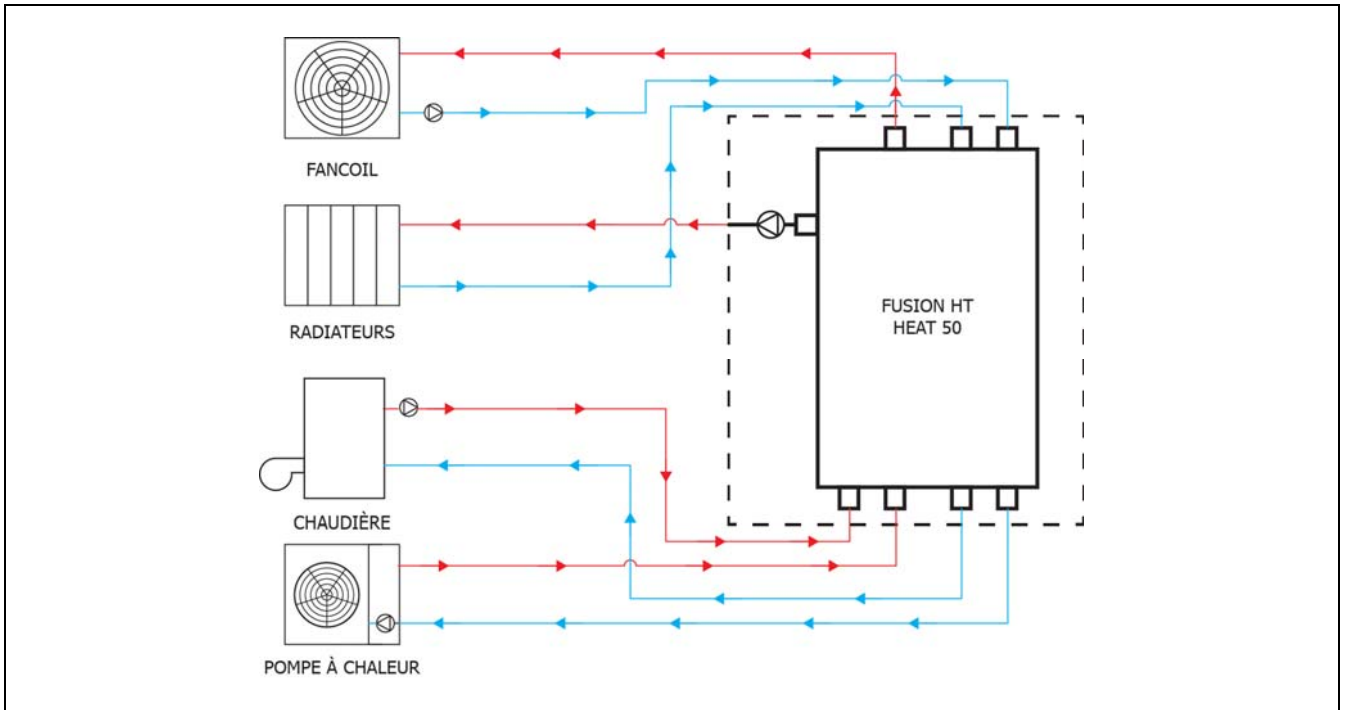 FANCOIL
RADIATEURS
FUSION HT
HEAT 50
CHAUDIÈRE
POMPE À CHALEUR